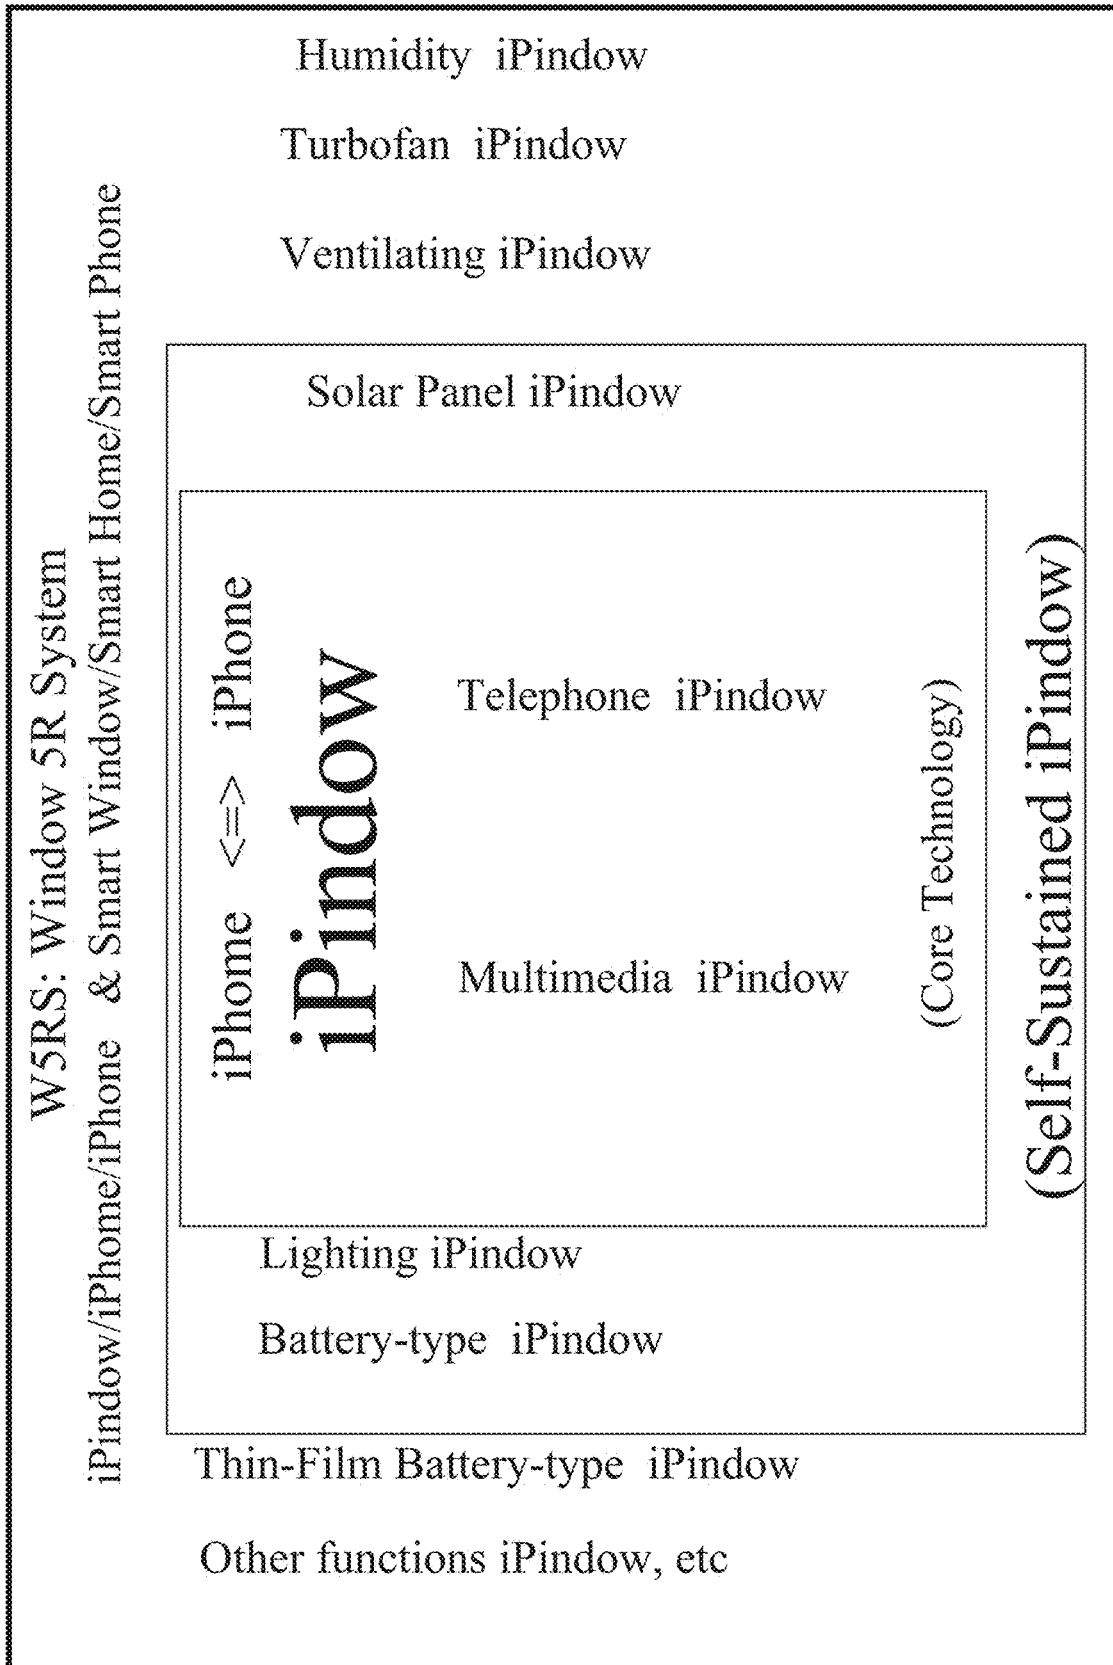 Humidity iPindow
Turbofan iPindow
Ventilating iPindow
W5RS: Window 5R System
iPindow/iPhome/iPhone & Smart Window/Smart Home/Smart Phone
Solar Panel iPindow
iPhome <=> iPhone
iPindow
Telephone iPindow
Multimedia iPindow
(Core Technology)
(Self-Sustained iPindow)
Lighting iPindow
Battery-type iPindow
Thin-Film Battery-type iPindow
Other functions iPindow, etc